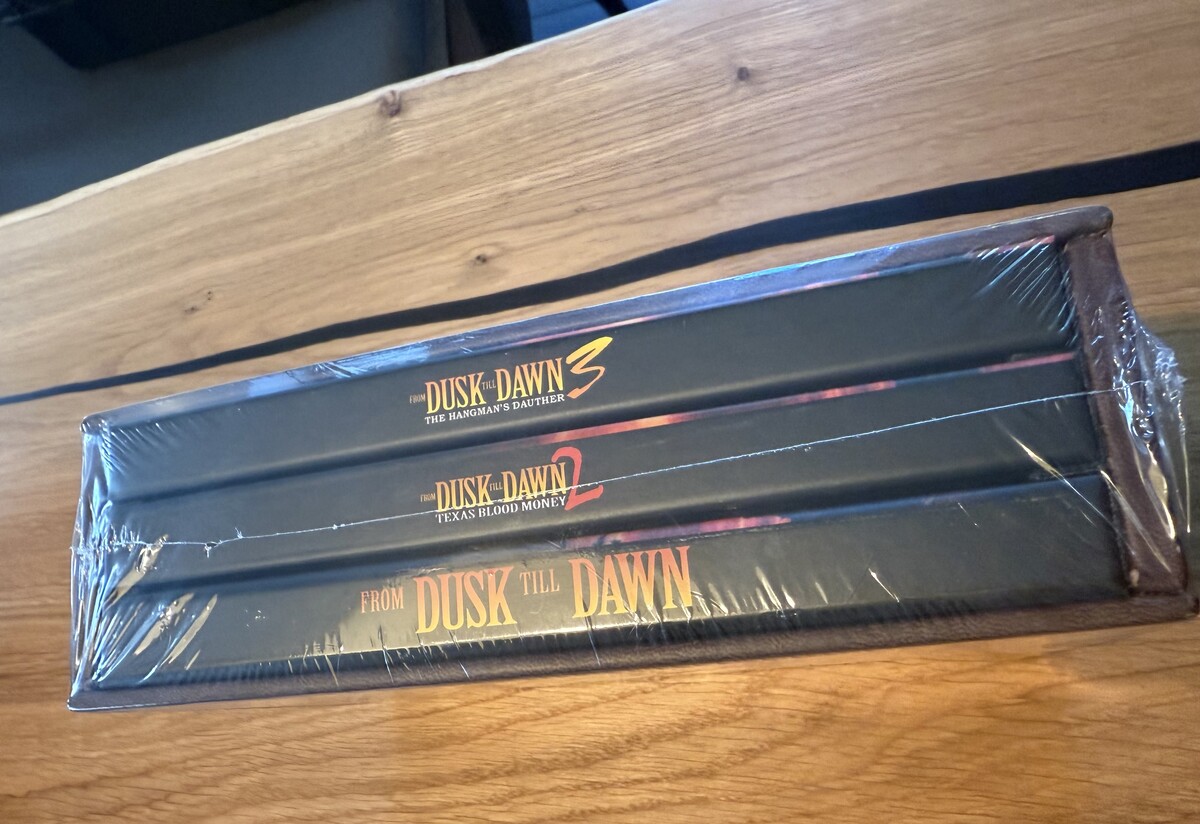 FROM DUSK TILL DAWN 3
THE HANGMAN'S DAUTHER
FROM DUSK TILL DAWN 2
TEXAS BLOOD MONEY
FROM DUSK TILL DAWN